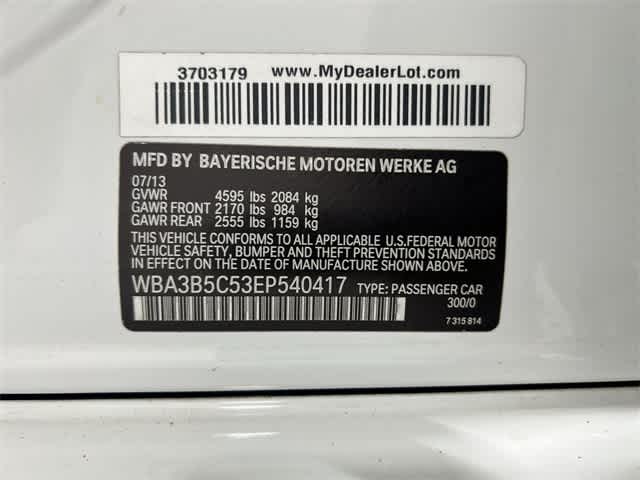 3703179 www.MyDealerLot.com
MFD BY BAYERISCHE MOTOREN WERKE AG
07/13
GVWR 4595 lbs 2084 kg
GAWR FRONT 2170 lbs 984 kg
GAWR REAR 2555 lbs 1159 kg
THIS VEHICLE CONFORMS TO ALL APPLICABLE U.S.FEDERAL MOTOR
VEHICLE SAFETY, BUMPER, AND THEFT PREVENTION STANDARDS
IN EFFECT ON THE DATE OF MANUFACTURE SHOWN ABOVE.
WBA3B5C53EP540417 TYPE: PASSENGER CAR
300/0
7 315 814